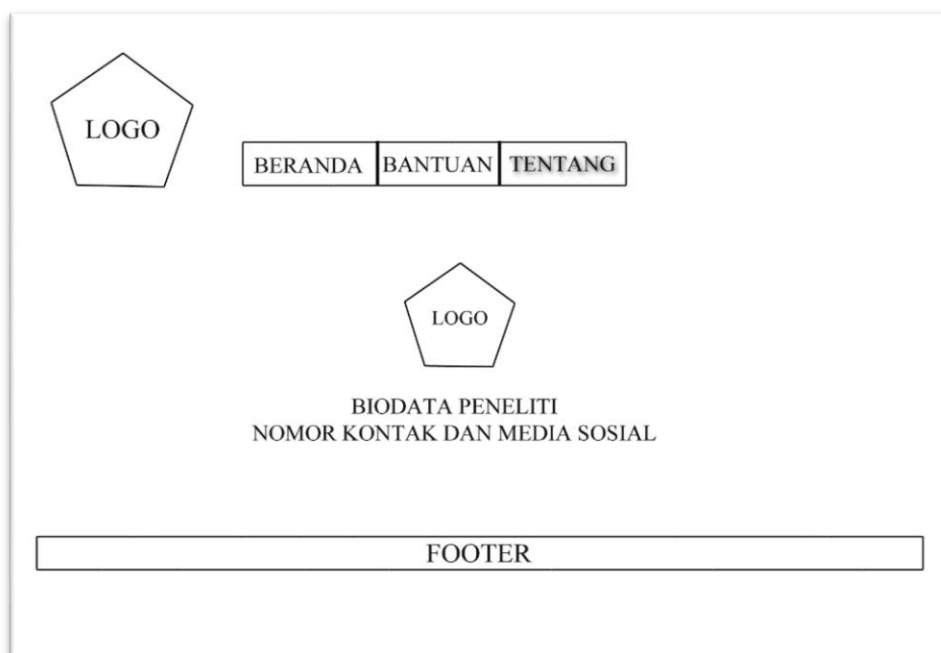 LOGO
BERANDA BANTUAN TENTANG
LOGO
BIODATA PENELITI
NOMOR KONTAK DAN MEDIA SOSIAL
FOOTER